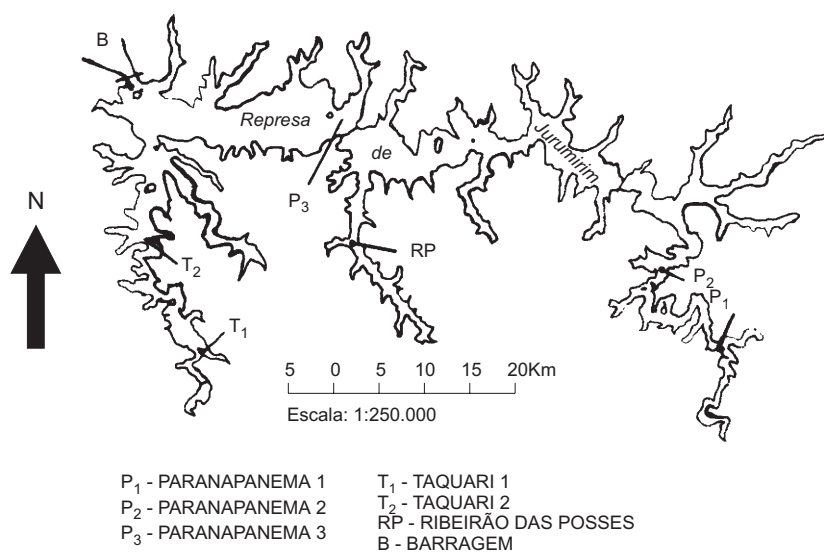 B
Represa
de
Jurumirim
P3
N
RP
T2
P2
P1
T1
5 0 5 10 15 20Km
Escala: 1:250.000
P1 - PARANAPANEMA 1
P2 - PARANAPANEMA 2
P3 - PARANAPANEMA 3
T1 - TAQUARI 1
T2 - TAQUARI 2
RP - RIBEIRÃO DAS POSSES
B - BARRAGEM